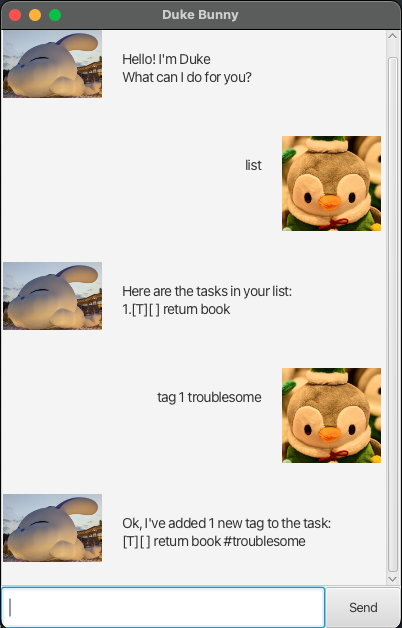 Duke Bunny
Hello! I'm Duke
What can I do for you?
list
Here are the tasks in your list:
1.[T][ ] return book
tag 1 troublesome
Ok, I've added 1 new tag to the task:
[T][ ] return book #troublesome
Send